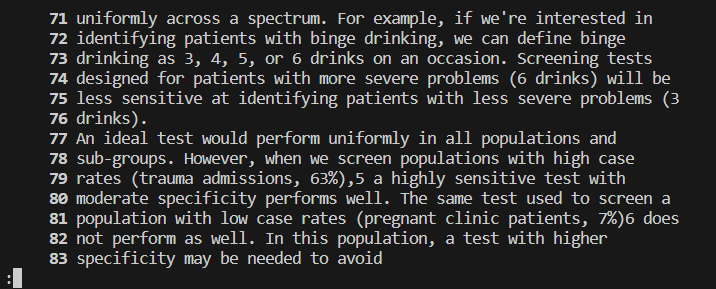 71 uniformly across a spectrum. For example, if we're interested in
72 identifying patients with binge drinking, we can define binge
73 drinking as 3, 4, 5, or 6 drinks on an occasion. Screening tests
74 designed for patients with more severe problems (6 drinks) will be
75 less sensitive at identifying patients with less severe problems (3
76 drinks).
77 An ideal test would perform uniformly in all populations and
78 sub-groups. However, when we screen populations with high case
79 rates (trauma admissions, 63%),5 a highly sensitive test with
80 moderate specificity performs well. The same test used to screen a
81 population with low case rates (pregnant clinic patients, 7%)6 does
82 not perform as well. In this population, a test with higher
83 specificity may be needed to avoid
: